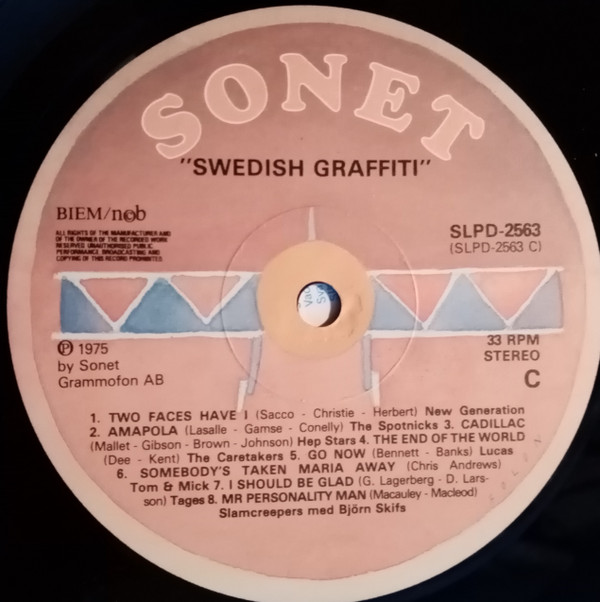 SONET
"SWEDISH GRAFFITI"
BIEM/ncb
ALL RIGHTS OF THE MANUFACTURER AND
OF THE OWNER OF THE RECORDED WORK
RESERVED UNAUTHORISED PUBLIC
PERFORMANCE BROADCASTING AND
COPYING OF THIS RECORD PROHIBITED
SLPD-2563
(SLPD-2563 C)
℗ 1975
by Sonet
Grammofon AB
33 RPM
STEREO
C
1. TWO FACES HAVE I (Sacco - Christie - Herbert) New Generation
2. AMAPOLA (Lasalle - Gamse - Conelly) The Spotnicks 3. CADILLAC
(Mallet - Gibson - Brown - Johnson) Hep Stars 4. THE END OF THE WORLD
(Dee - Kent) The Caretakers 5. GO NOW (Bennett - Banks) Lucas
6. SOMEBODY'S TAKEN MARIA AWAY (Chris Andrews)
Tom & Mick 7. I SHOULD BE GLAD (G. Lagerberg - D. Lars-
son) Tages 8. MR PERSONALITY MAN (Macauley - Macleod)
Slamcreepers med Björn Skifs